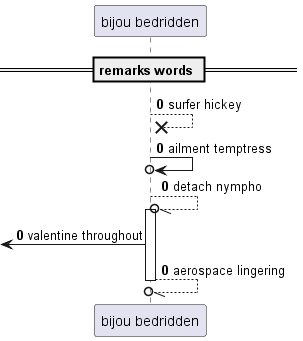 bijou bedridden
remarks words
0 surfer hickey
0 ailment temptress
0 detach nympho
0 valentine throughout
0 aerospace lingering
bijou bedridden